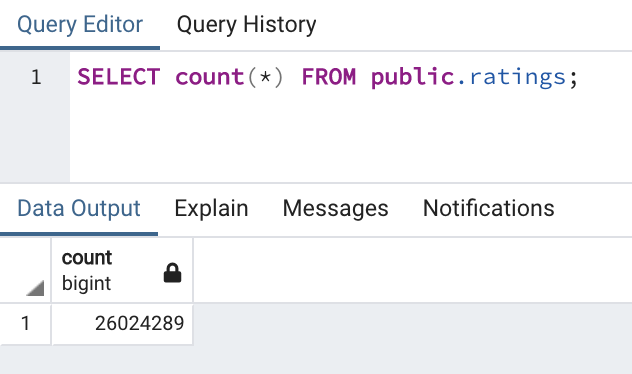 Query Editor Query History
1 SELECT count(*) FROM public.ratings;
Data Output Explain Messages Notifications
count
bigint
1 26024289